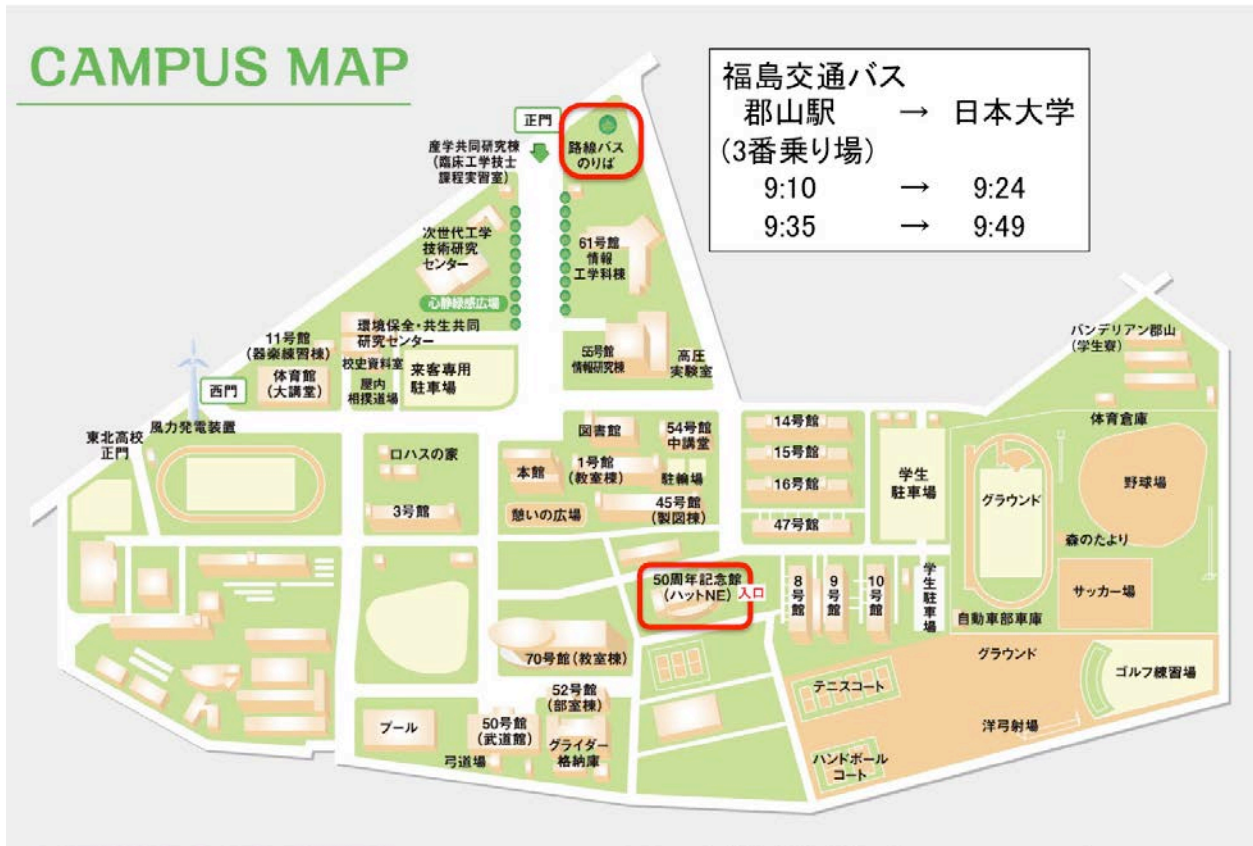 CAMPUS MAP
福島交通バス
郡山駅 → 日本大学
(3番乗り場)
9:10 → 9:24
9:35 → 9:49
正門
路線バス
のりば
産学共同研究棟
(臨床工学技士
課程実習室)
次世代工学
技術研究
センター
61号館
情報
工学科棟
心静緑感広場
環境保全・共生共同
研究センター
11号館
(器楽練習棟)
校史資料室
体育館
(大講堂)
屋内
相撲道場
来客専用
駐車場
55号館
情報研究棟
高圧
実験室
バンデリアン郡山
(学生寮)
西門
風力発電装置
東北高校
正門
ロハスの家
3号館
図書館
54号館
中講堂
本館
1号館
(教室棟)
駐輪場
憩いの広場
45号館
(製図棟)
14号館
15号館
16号館
47号館
学生
駐車場
体育倉庫
グラウンド
野球場
森のたより
サッカー場
50周年記念館
(ハットNE)
入口
8号館
9号館
10号館
学生駐車場
自動車部車庫
グラウンド
70号館(教室棟)
テニスコート
ゴルフ練習場
52号館
(部室棟)
プール
50号館
(武道館)
グライダー
格納庫
弓道場
洋弓射場
ハンドボール
コート